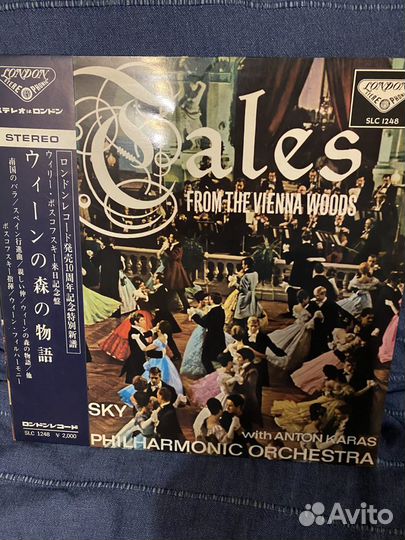 LONDON
STEREO PHONIC
ステレオ・ロンドン
STEREO
ロンドンレコード発売10周年記念特別新譜
ウィリー・ボスコフスキー来日記念盤
ウィーンの森の物語
南国のバラ/スペイン行進曲/親しい仲/ウィーンの森の物語/他
ボスコフスキー指揮/ウィーン・フィルハーモニー
ロンドンレコード
SLC 1248 ¥2,000
LONDON
STEREO PHONIC
SLC 1248
Tales
FROM THE VIENNA WOODS
SKY
with ANTON KARAS
PHILHARMONIC ORCHESTRA
Avito